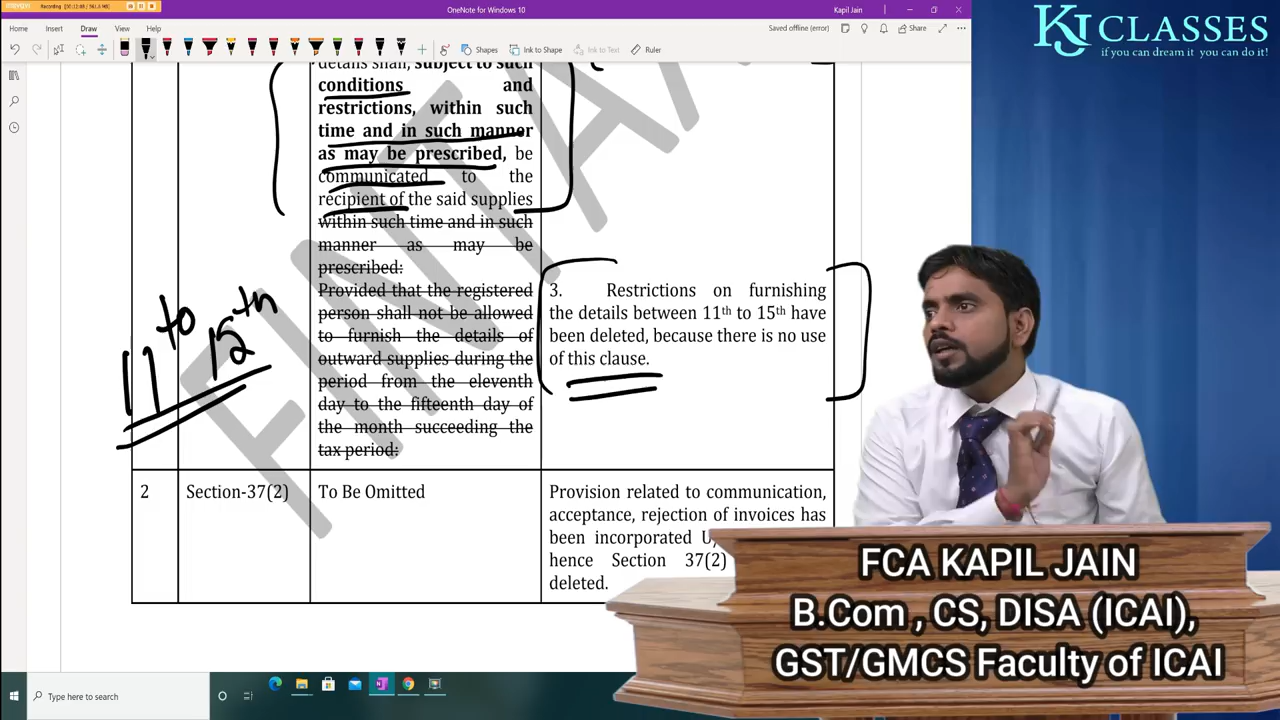 Recording [00:12:08 / 561.6 MB]
OneNote for Windows 10
Kapil Jain
Home
Insert
Draw
View
Help
Saved offline (error)
Share
Shapes
Ink to Shape
Ink to Text
Ruler
KJ CLASSES
if you can dream it you can do it!
details shall, subject to such
conditions and
restrictions, within such
time and in such manner
as may be prescribed, be
communicated to the
recipient of the said supplies
within such time and in such
manner as may be
prescribed:
Provided that the registered
person shall not be allowed
to furnish the details of
outward supplies during the
period from the eleventh
day to the fifteenth day of
the month succeeding the
tax period:
3. Restrictions on furnishing
the details between 11th to 15th have
been deleted, because there is no use
of this clause.
11 to 15th
2
Section-37(2)
To Be Omitted
Provision related to communication,
acceptance, rejection of invoices has
been incorporated
hence Section 37(2)
deleted.
FINTAX
FCA KAPIL JAIN
B.Com , CS, DISA (ICAI),
GST/GMCS Faculty of ICAI
Type here to search